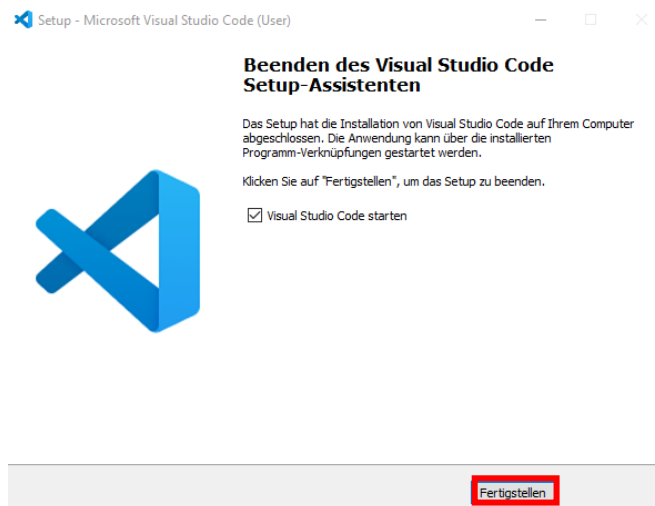 Setup - Microsoft Visual Studio Code (User)
Beenden des Visual Studio Code
Setup-Assistenten
Das Setup hat die Installation von Visual Studio Code auf Ihrem Computer
abgeschlossen. Die Anwendung kann über die installierten
Programm-Verknüpfungen gestartet werden.
Klicken Sie auf "Fertigstellen", um das Setup zu beenden.
Visual Studio Code starten
Fertigstellen